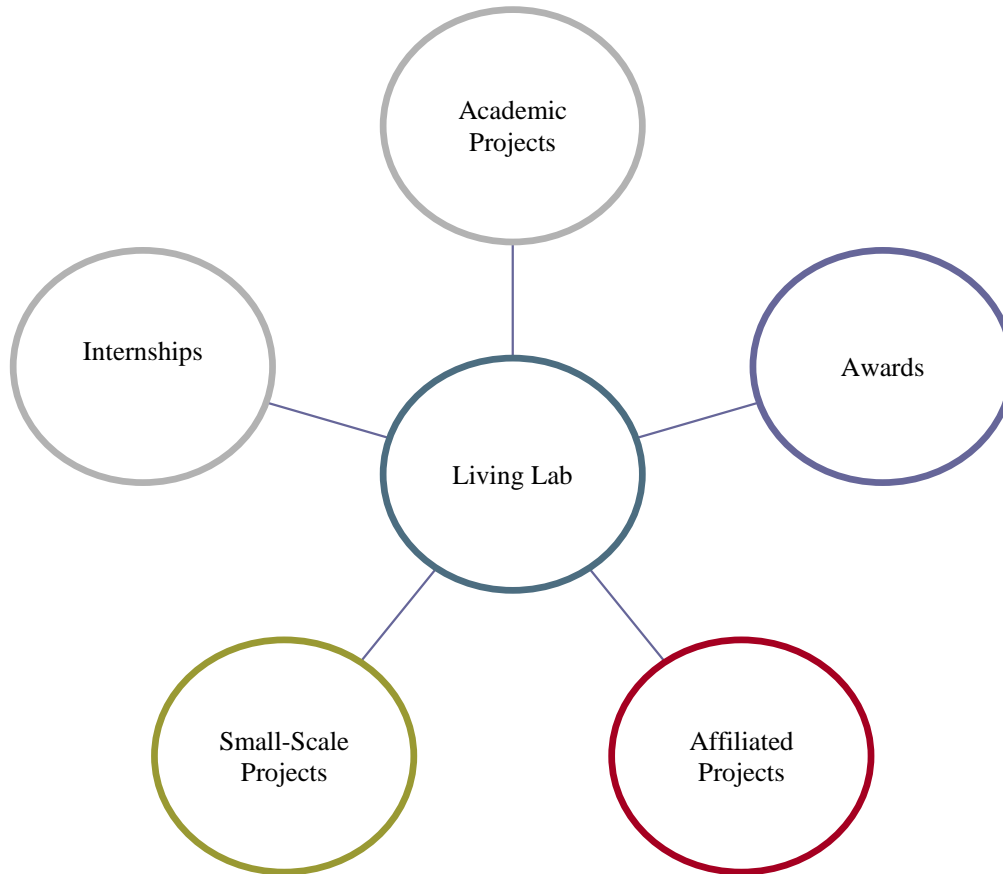 Academic
Projects
Internships
Awards
Living Lab
Small-Scale
Projects
Affiliated
Projects